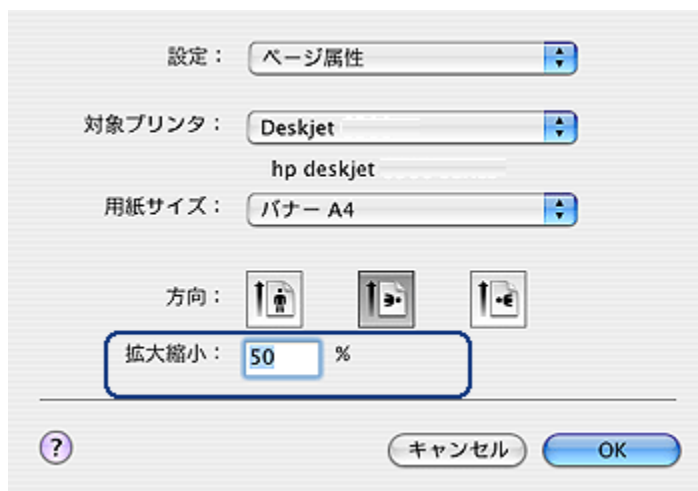 設定： ページ属性
対象プリンタ： Deskjet
hp deskjet
用紙サイズ： バナー A4
方向：
拡大縮小： 50 %
? キャンセル OK